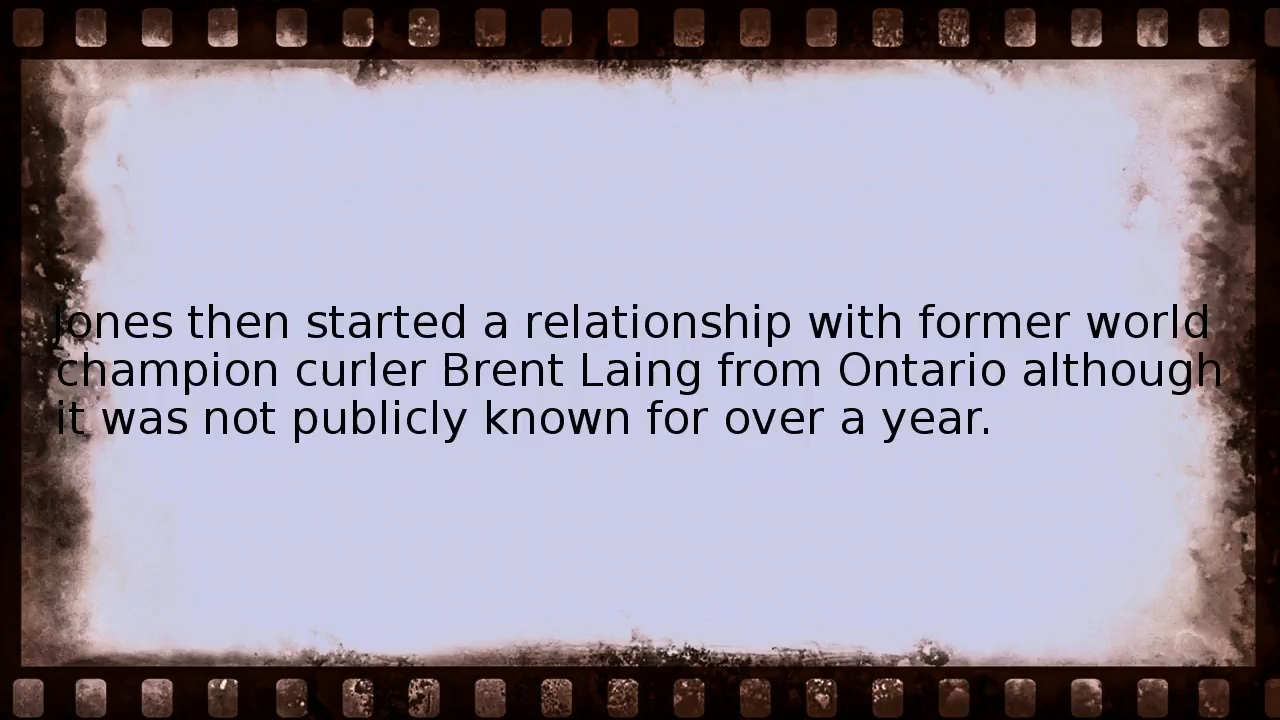 Jones then started a relationship with former world
champion curler Brent Laing from Ontario although
it was not publicly known for over a year.